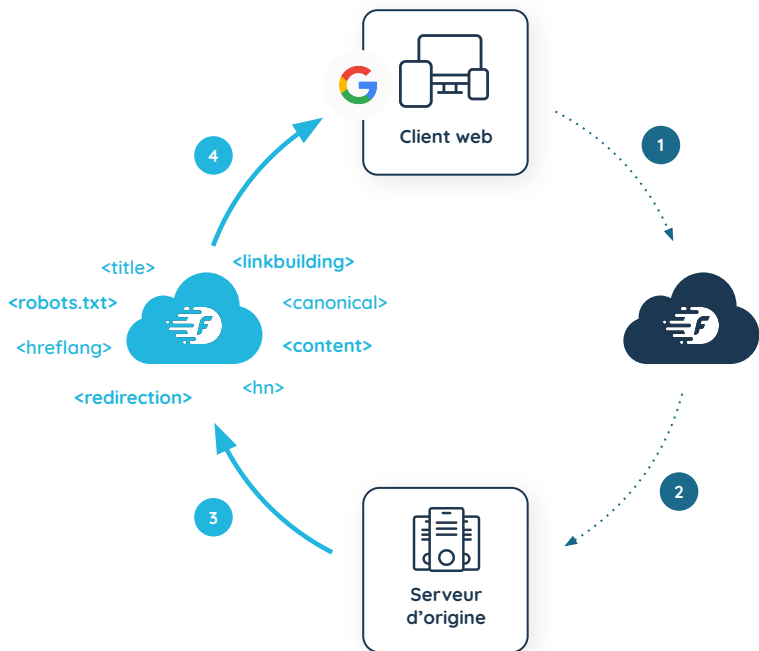 Client web
4
1
<title>
<linkbuilding>
<robots.txt>
<canonical>
F
F
<hreflang>
<content>
<redirection>
<hn>
3
2
Serveur
d’origine